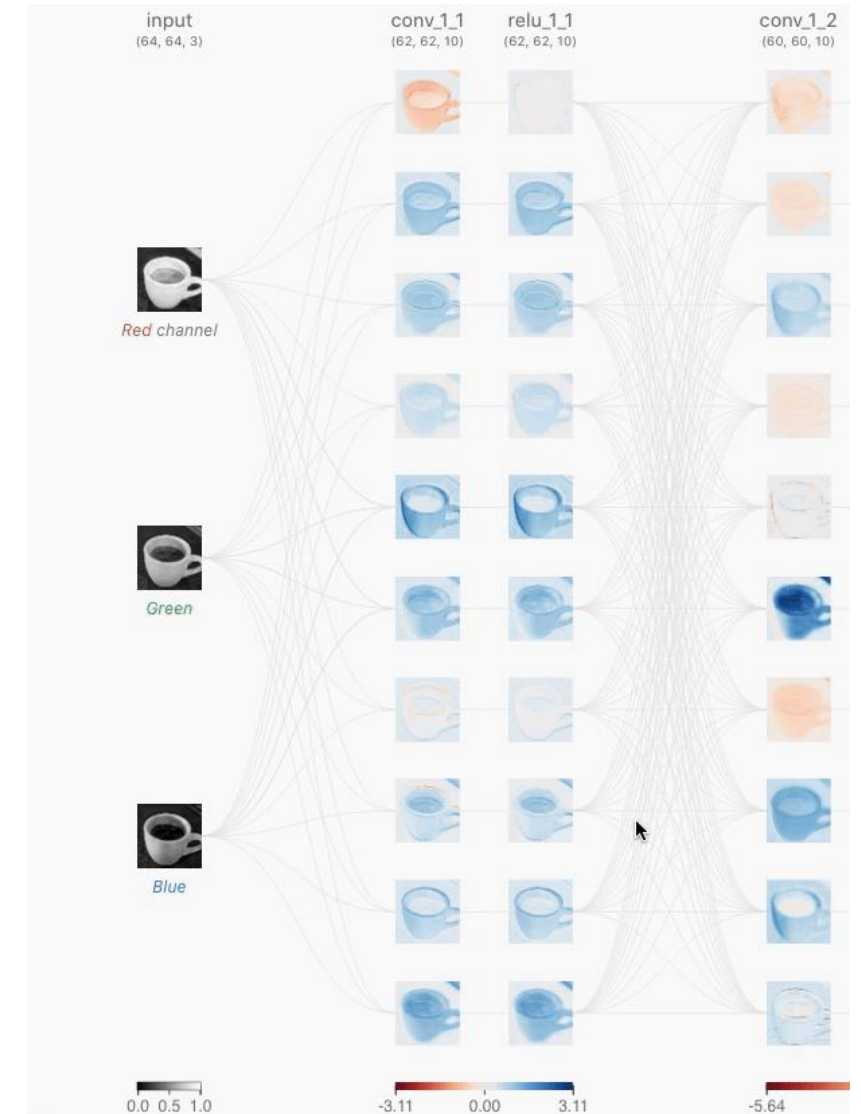 input
(64, 64, 3)
conv_1_1
(62, 62, 10)
relu_1_1
(62, 62, 10)
conv_1_2
(60, 60, 10)
Red channel
Green
Blue
0.0 0.5 1.0
-3.11 0.00 3.11
-5.64